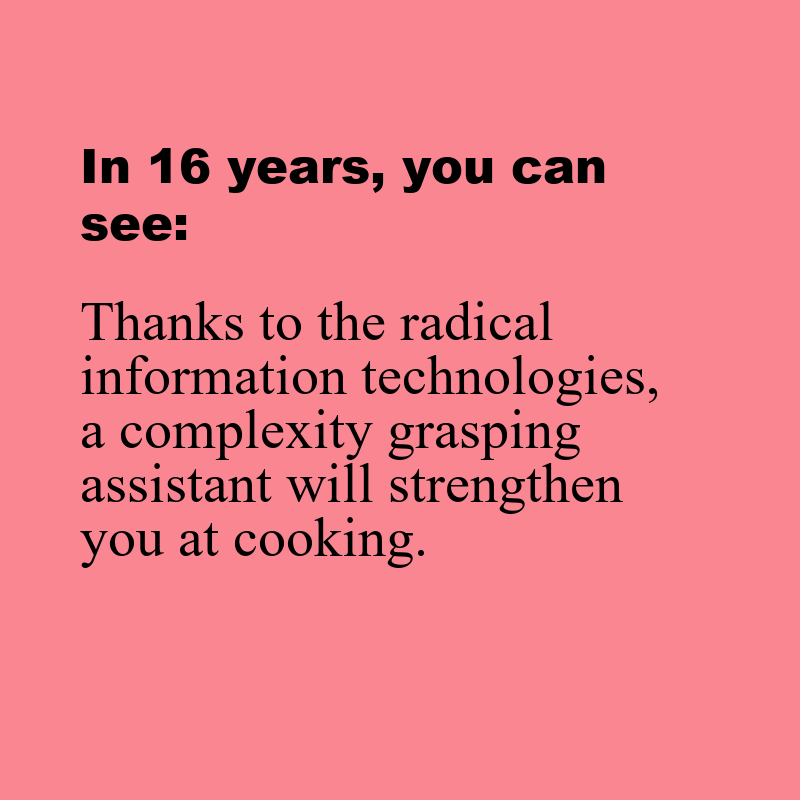 In 16 years, you can
see:
Thanks to the radical
information technologies,
a complexity grasping
assistant will strengthen
you at cooking.